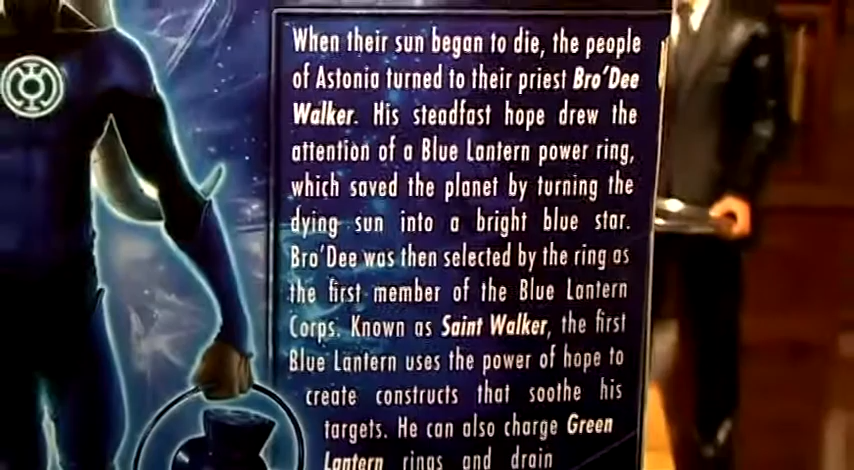 When their sun began to die, the people
of Astonia turned to their priest Bro'Dee
Walker. His steadfast hope drew the
attention of a Blue Lantern power ring,
which saved the planet by turning the
dying sun into a bright blue star.
Bro'Dee was then selected by the ring as
the first member of the Blue Lantern
Corps. Known as Saint Walker, the first
Blue Lantern uses the power of hope to
create constructs that soothe his
targets. He can also charge Green
Lantern rings and drain